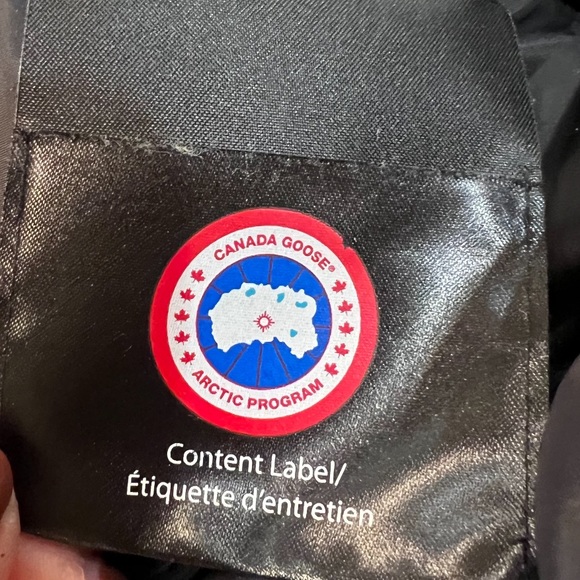 CANADA GOOSE®
ARCTIC PROGRAM
Content Label/
Étiquette d'entretien